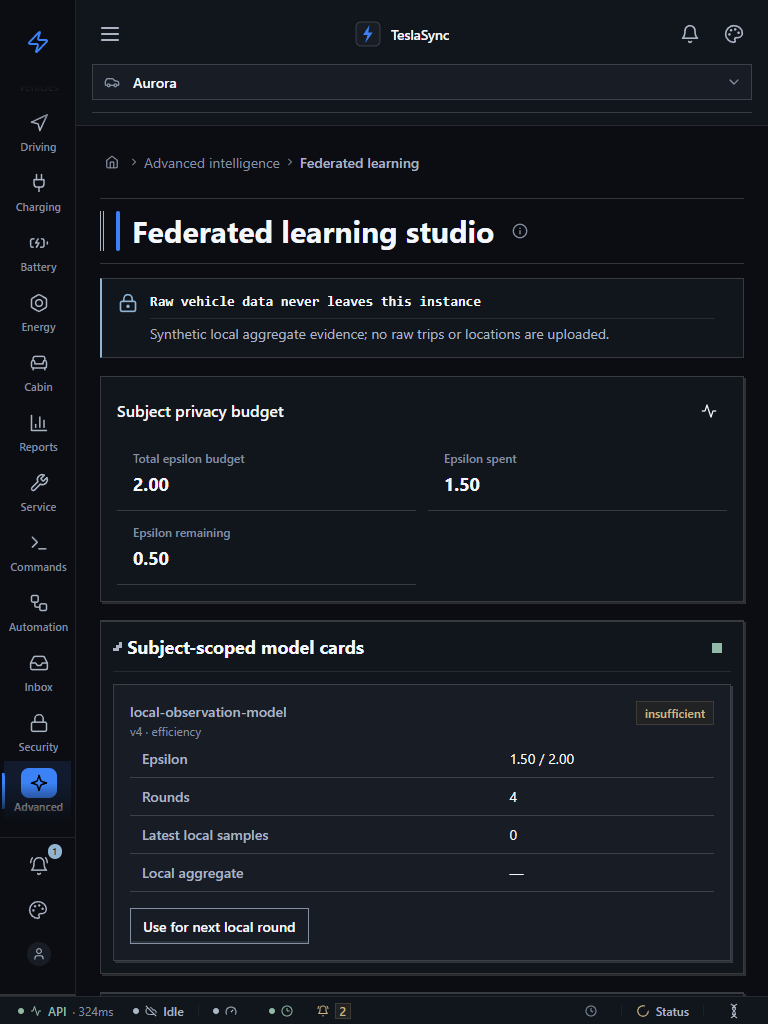 TeslaSync
Aurora
Driving
Charging
Battery
Energy
Cabin
Reports
Service
Commands
Automation
Inbox
Security
Advanced
1
Advanced intelligence > Federated learning
Federated learning studio
Raw vehicle data never leaves this instance
Synthetic local aggregate evidence; no raw trips or locations are uploaded.
Subject privacy budget
Total epsilon budget
2.00
Epsilon spent
1.50
Epsilon remaining
0.50
Subject-scoped model cards
local-observation-model
insufficient
v4 · efficiency
Epsilon 1.50 / 2.00
Rounds 4
Latest local samples 0
Local aggregate —
Use for next local round
API · 324ms Idle 2 Status